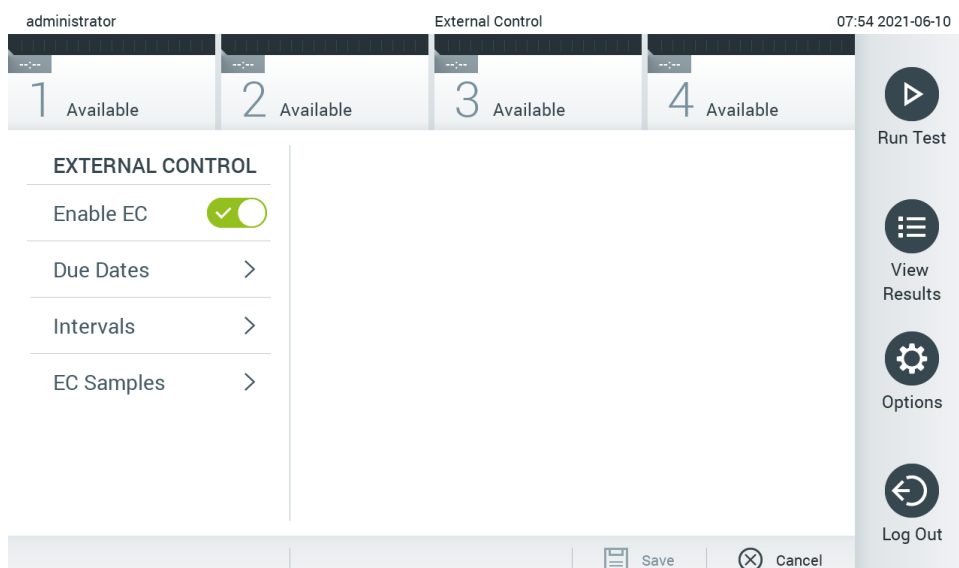 administrator External Control 07:54 2021-06-10
--:-- --:-- --:-- --:--
1 Available 2 Available 3 Available 4 Available
Run Test
EXTERNAL CONTROL
Enable EC
Due Dates
Intervals
EC Samples
View
Results
Options
Log Out
Save Cancel